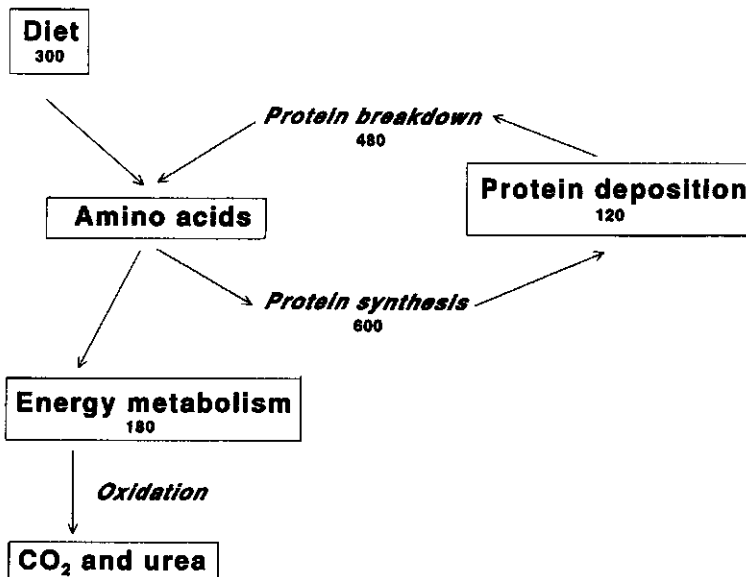 Diet
300
Protein breakdown
480
Protein deposition
120
Amino acids
Protein synthesis
600
Energy metabolism
180
Oxidation
CO₂ and urea